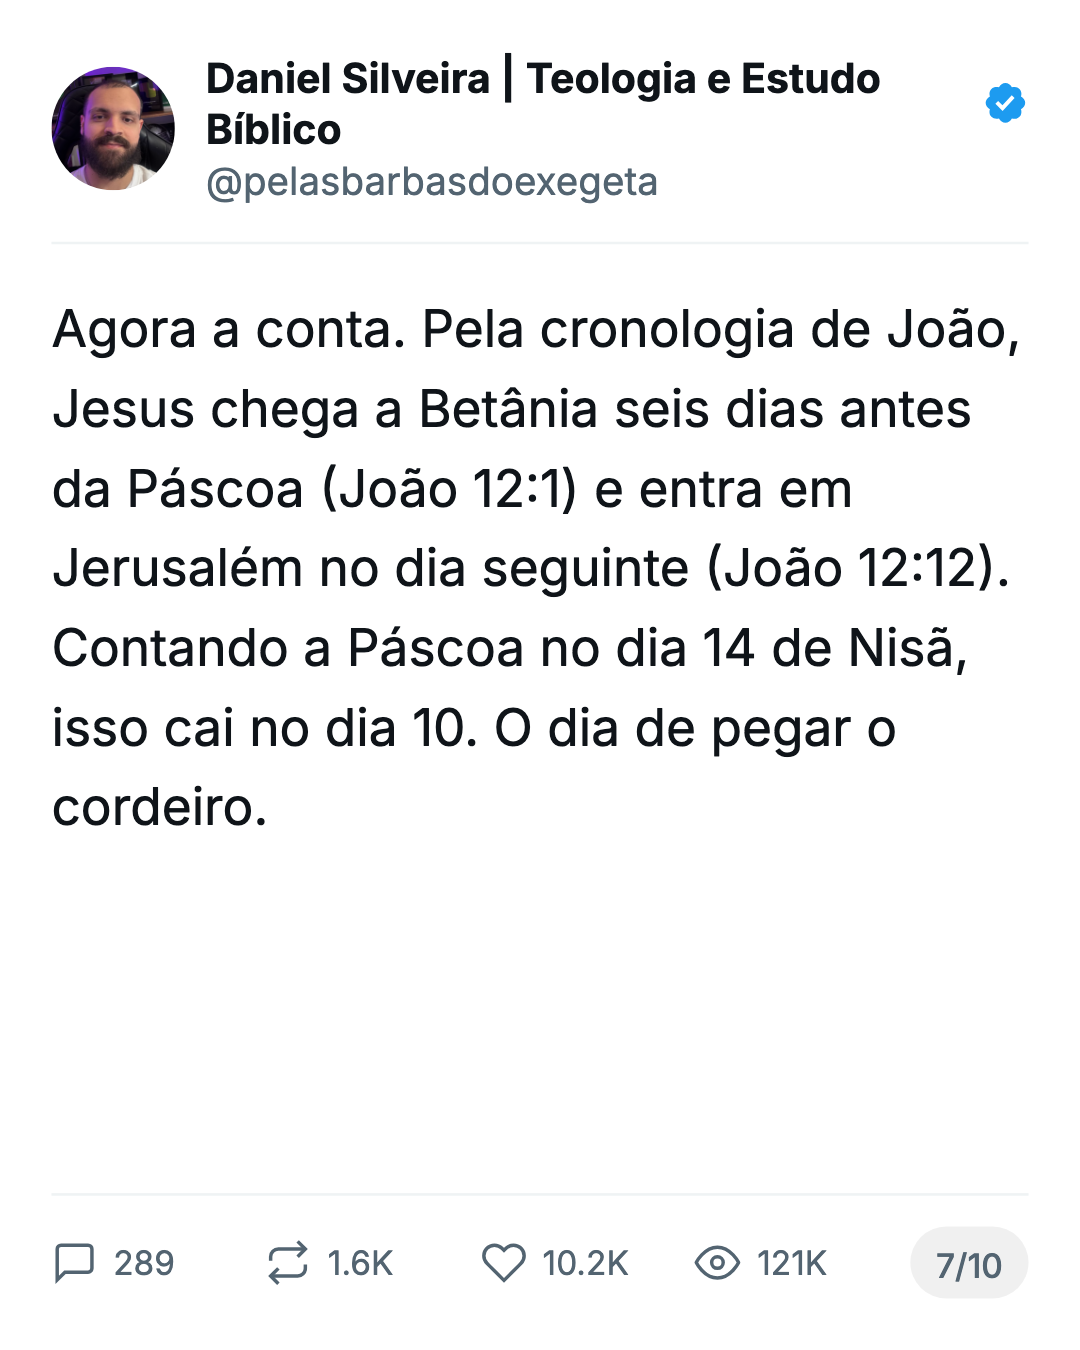 Daniel Silveira | Teologia e Estudo
Bíblico
@pelasbarbasdoexegeta
Agora a conta. Pela cronologia de João,
Jesus chega a Betânia seis dias antes
da Páscoa (João 12:1) e entra em
Jerusalém no dia seguinte (João 12:12).
Contando a Páscoa no dia 14 de Nisã,
isso cai no dia 10. O dia de pegar o
cordeiro.
289 1.6K 10.2K 121K 7/10